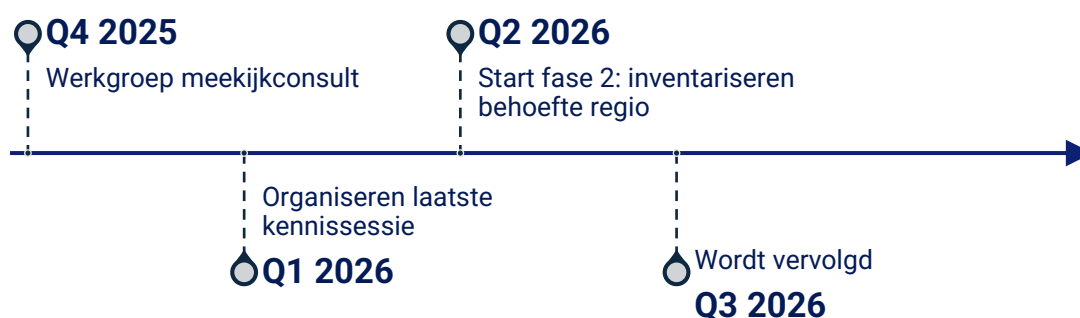 Q4 2025
Werkgroep meekijkconsult
Q2 2026
Start fase 2: inventariseren
behoefte regio
Organiseren laatste
kennissessie
Q1 2026
Wordt vervolgd
Q3 2026